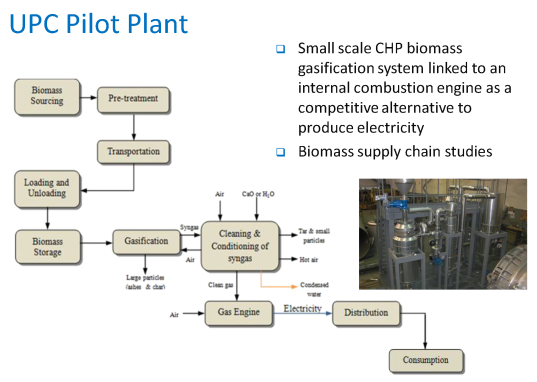 UPC Pilot Plant
Small scale CHP biomass
gasification system linked to an
internal combustion engine as a
competitive alternative to
produce electricity
Biomass supply chain studies
Biomass
Sourcing
Pre-treatment
Transportation
Loading and
Unloading
Biomass
Storage
Gasification
Large particles
(ashes & char)
Syngas
Air
Air
CaO or H₂O
Cleaning &
Conditioning of
syngas
Tar & small
particles
Hot air
Condensed
water
Clean gas
Air
Gas Engine
Electricity
Distribution
Consumption